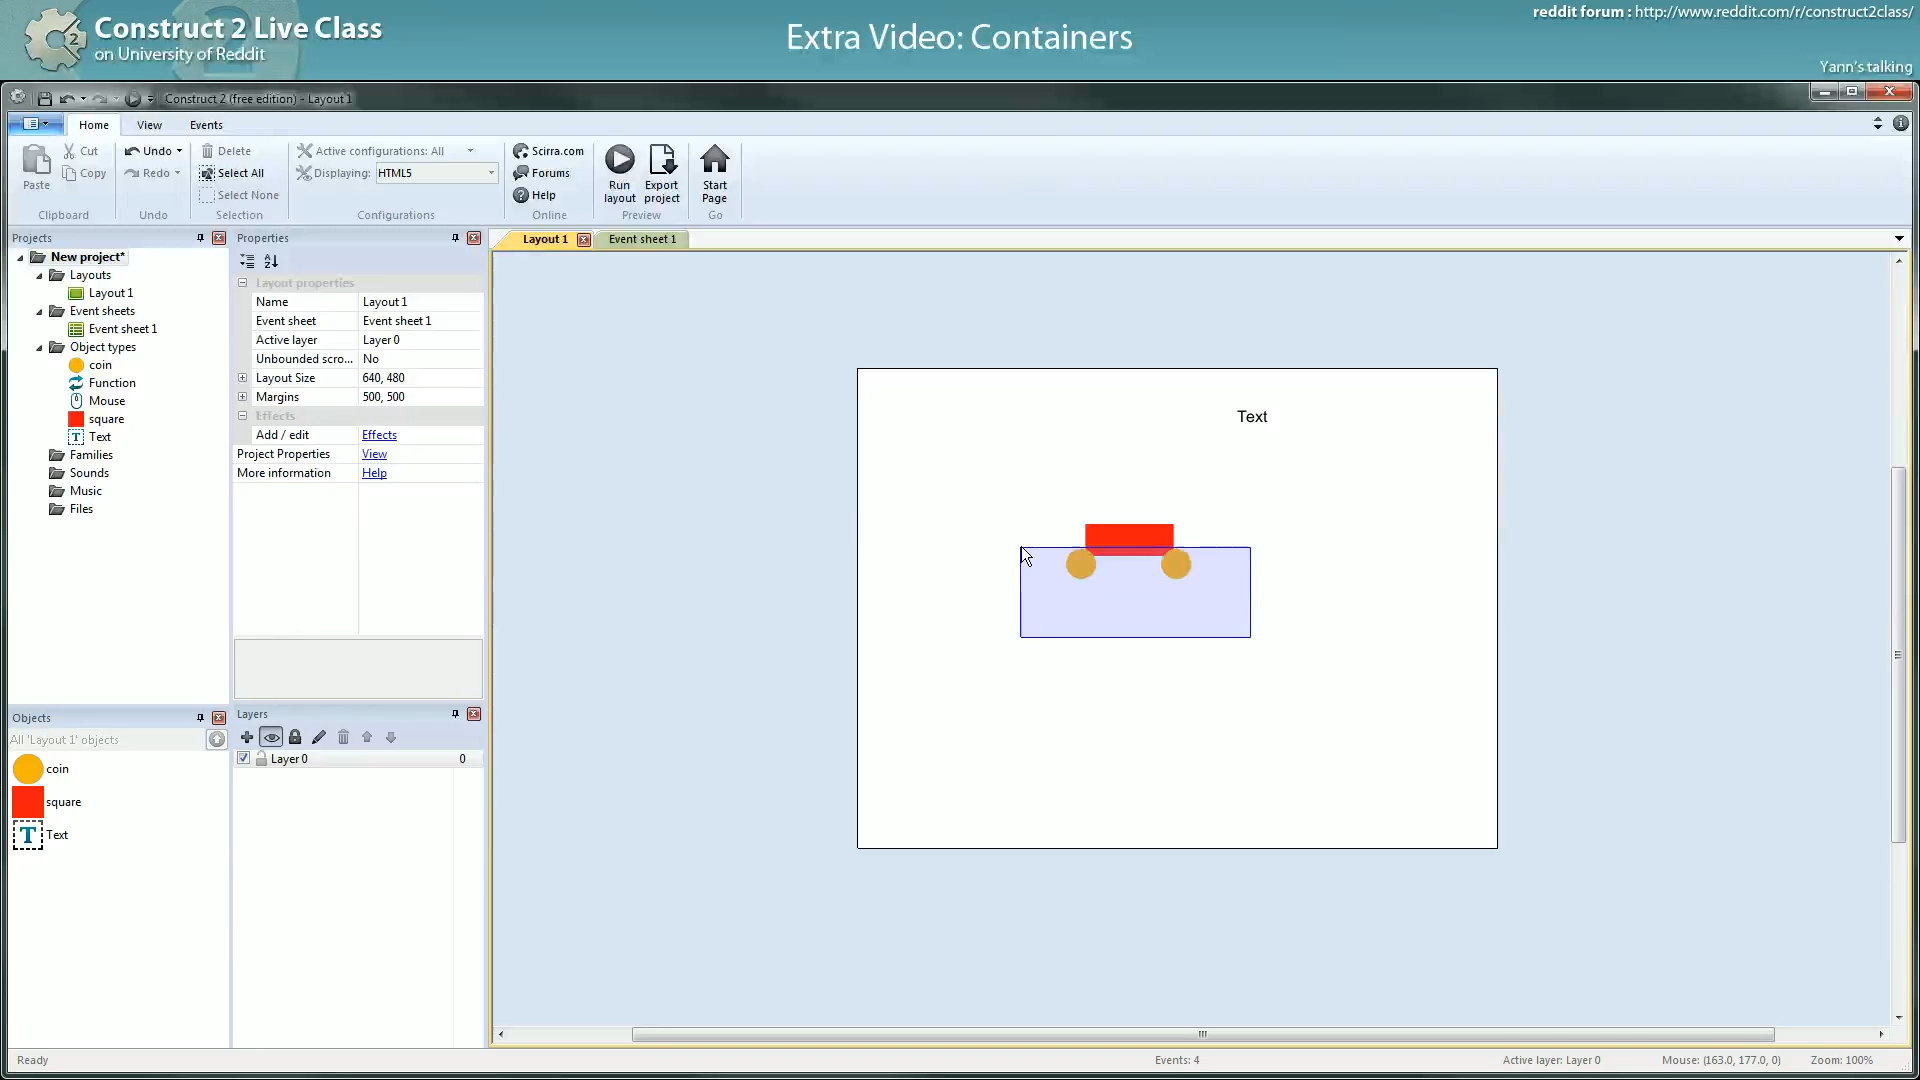 Construct 2 Live Class
on University of Reddit
Extra Video: Containers
reddit forum : http://www.reddit.com/r/construct2class/
Yann's talking
Construct 2 (free edition) - Layout 1
Home
View
Events
Paste
Cut
Copy
Clipboard
Undo
Redo
Undo
Delete
Select All
Select None
Selection
Active configurations: All
Displaying: HTML5
Configurations
Scirra.com
Forums
Help
Online
Run layout
Export project
Preview
Start Page
Go
Projects
New project*
Layouts
Layout 1
Event sheets
Event sheet 1
Object types
coin
Function
Mouse
square
Text
Families
Sounds
Music
Files
Properties
Layout properties
Name Layout 1
Event sheet Event sheet 1
Active layer Layer 0
Unbounded scro... No
Layout Size 640, 480
Margins 500, 500
Effects
Add / edit Effects
Project Properties View
More information Help
Layout 1
Event sheet 1
Text
Objects
All 'Layout 1' objects
coin
square
T Text
Layers
Layer 0 0
Ready
Events: 4
Active layer: Layer 0
Mouse: (163.0, 177.0, 0)
Zoom: 100%